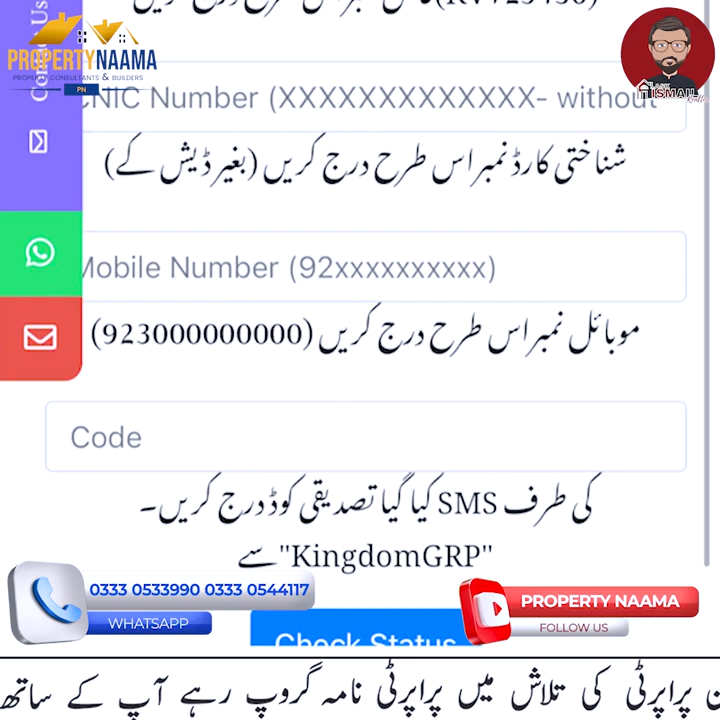 PROPERTYNAAMA
PROPERTY CONSULTANTS & BUILDERS
PN
ISMAIL
Contact Us
CNIC Number (XXXXXXXXXXXXX- without
شناختی کارڈ نمبر اس طرح درج کریں (بغیر ڈیش کے)
Mobile Number (92xxxxxxxxxx)
موبائل نمبر اس طرح درج کریں (923000000000)
Code
کی طرف SMS کیا گیا تصدیقی کوڈ درج کریں۔
"KingdomGRP" سے
0333 0533990 0333 0544117
WHATSAPP
PROPERTY NAAMA
FOLLOW US
Check Status
پراپرٹی کی تلاش میں پراپرٹی نامہ گروپ رہے آپ کے ساتھ